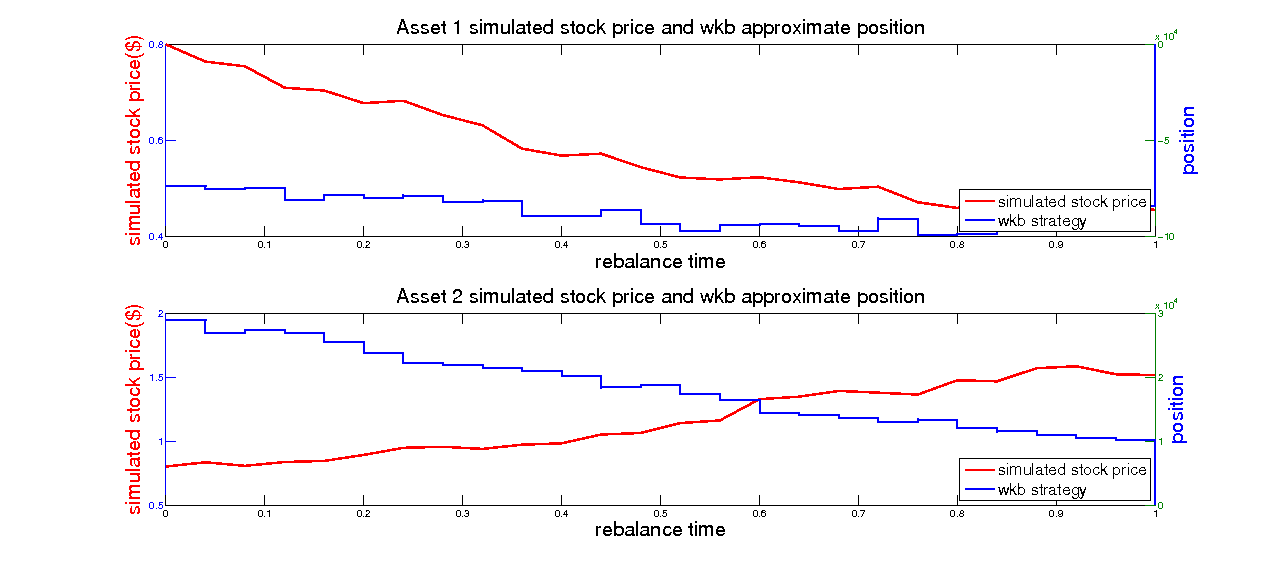 Asset 1 simulated stock price and wkb approximate position
x 10^4
0.8
0
simulated stock price($)
0.6
-5
position
simulated stock price
wkb strategy
0.4
-10
0 0.1 0.2 0.3 0.4 0.5 0.6 0.7 0.8 0.9 1
rebalance time
Asset 2 simulated stock price and wkb approximate position
x 10^4
2
3
simulated stock price($)
1.5
2
position
1
1
simulated stock price
wkb strategy
0.5
0
0 0.1 0.2 0.3 0.4 0.5 0.6 0.7 0.8 0.9 1
rebalance time